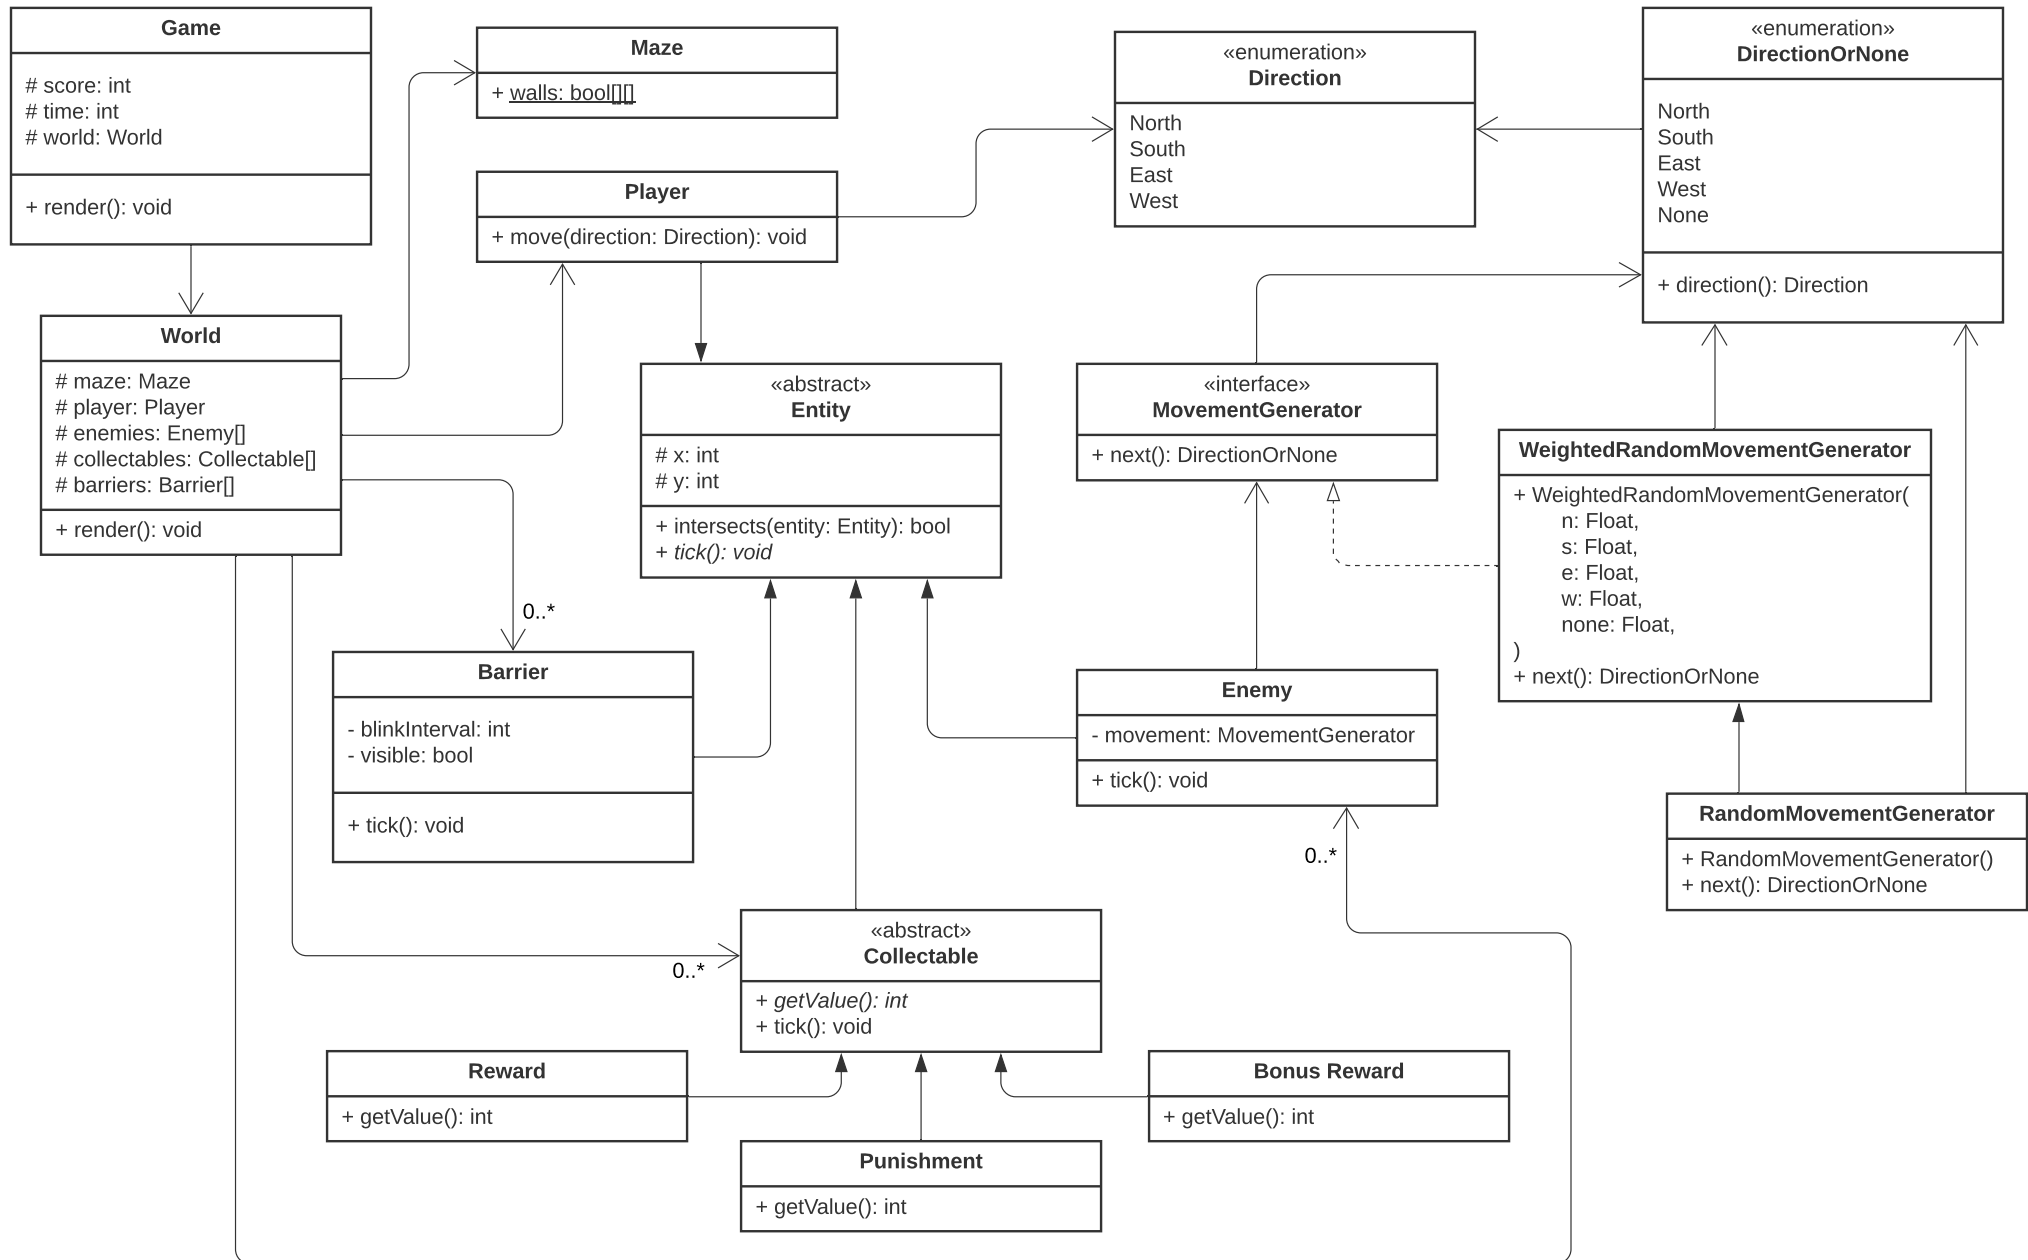 Game
# score: int
# time: int
# world: World
+ render(): void
Maze
+ walls: bool[][]
Player
+ move(direction: Direction): void
«enumeration»
Direction
North
South
East
West
«enumeration»
DirectionOrNone
North
South
East
West
None
+ direction(): Direction
World
# maze: Maze
# player: Player
# enemies: Enemy[]
# collectables: Collectable[]
# barriers: Barrier[]
+ render(): void
«abstract»
Entity
# x: int
# y: int
+ intersects(entity: Entity): bool
+ tick(): void
«interface»
MovementGenerator
+ next(): DirectionOrNone
WeightedRandomMovementGenerator
+ WeightedRandomMovementGenerator(
n: Float,
s: Float,
e: Float,
w: Float,
none: Float,
)
+ next(): DirectionOrNone
0..*
Barrier
- blinkInterval: int
- visible: bool
+ tick(): void
Enemy
- movement: MovementGenerator
+ tick(): void
0..*
RandomMovementGenerator
+ RandomMovementGenerator()
+ next(): DirectionOrNone
0..*
«abstract»
Collectable
+ getValue(): int
+ tick(): void
Reward
+ getValue(): int
Bonus Reward
+ getValue(): int
Punishment
+ getValue(): int